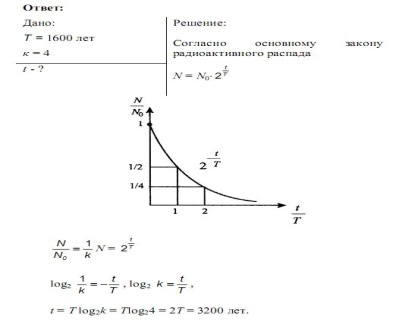 Ответ:
Дано:
T = 1600 лет
к = 4
t - ?
Решение:
Согласно основному закону
радиоактивного распада
N = N₀· 2^(t/T)
N/N₀
1
1/2
1/4
2^(-t/T)
1 2 t/T
N/N₀ = 1/k N = 2^(t/T)
log₂ 1/k = - t/T , log₂ k = t/T ,
t = T log₂k = Tlog₂4 = 2T = 3200 лет.